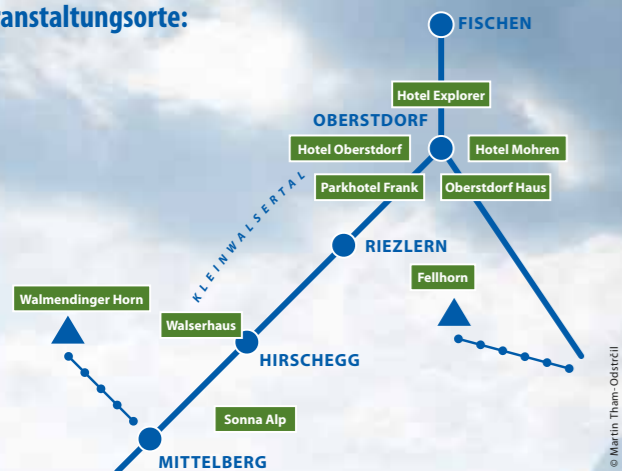 anstaltungsorte:
FISCHEN
Hotel Explorer
OBERSTDORF
Hotel Oberstdorf
Hotel Mohren
Parkhotel Frank
Oberstdorf Haus
KLEINWALSERTAL
RIEZLERN
Fellhorn
Walmendinger Horn
Walserhaus
HIRSCHEGG
Sonna Alp
MITTELBERG
© Martin Tham-Odstrčil